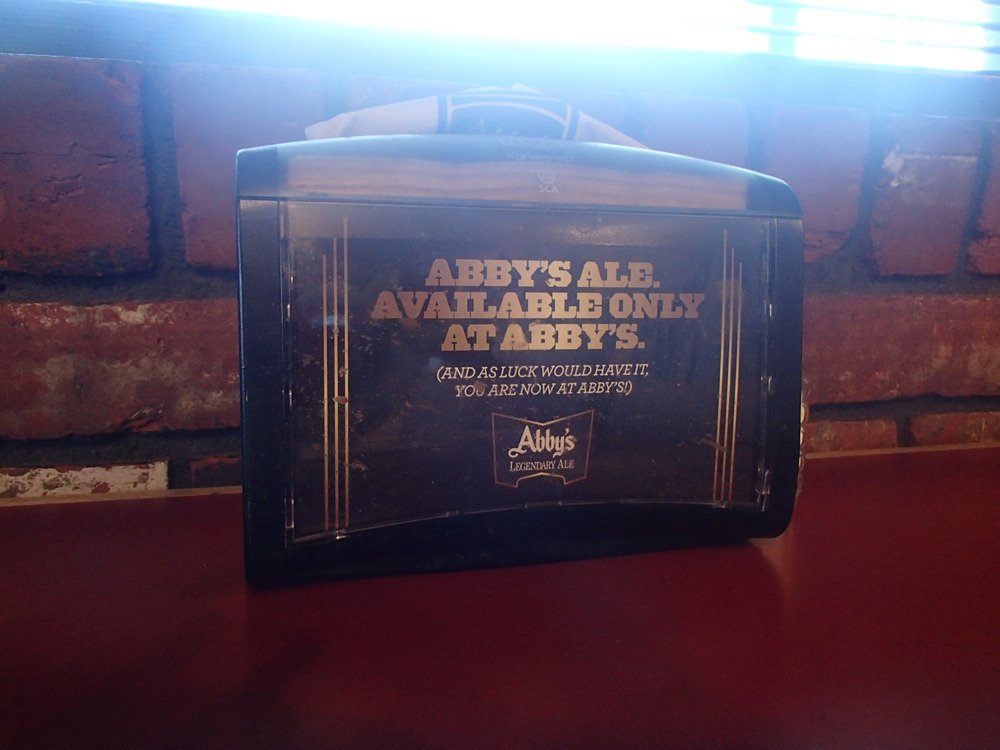 SCA
ABBY'S ALE.
AVAILABLE ONLY
AT ABBY'S.
(AND AS LUCK WOULD HAVE IT,
YOU ARE NOW AT ABBY'S!)
Abby's
LEGENDARY ALE